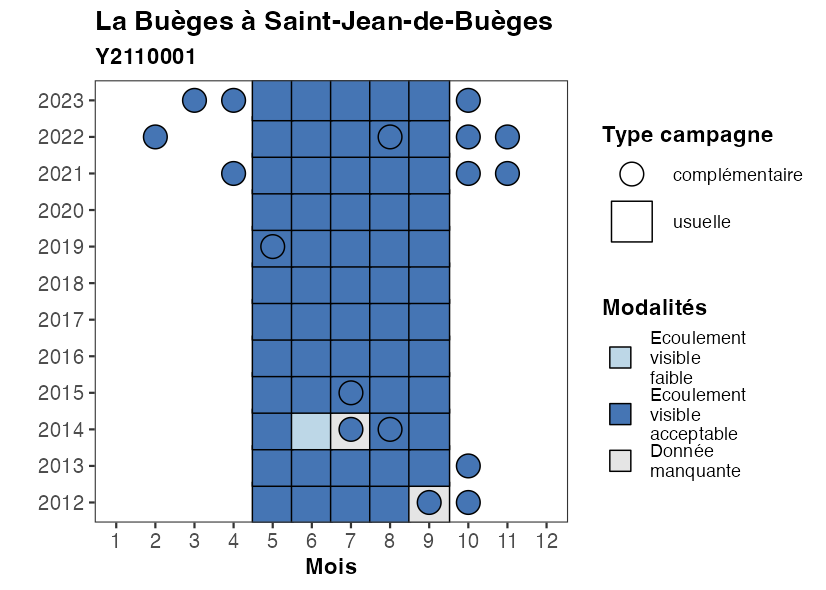 La Buèges à Saint-Jean-de-Buèges
Y2110001
2023
2022
2021
2020
2019
2018
2017
2016
2015
2014
2013
2012
1 2 3 4 5 6 7 8 9 10 11 12
Mois
Type campagne
complémentaire
usuelle
Modalités
Ecoulement
visible
faible
Ecoulement
visible
acceptable
Donnée
manquante